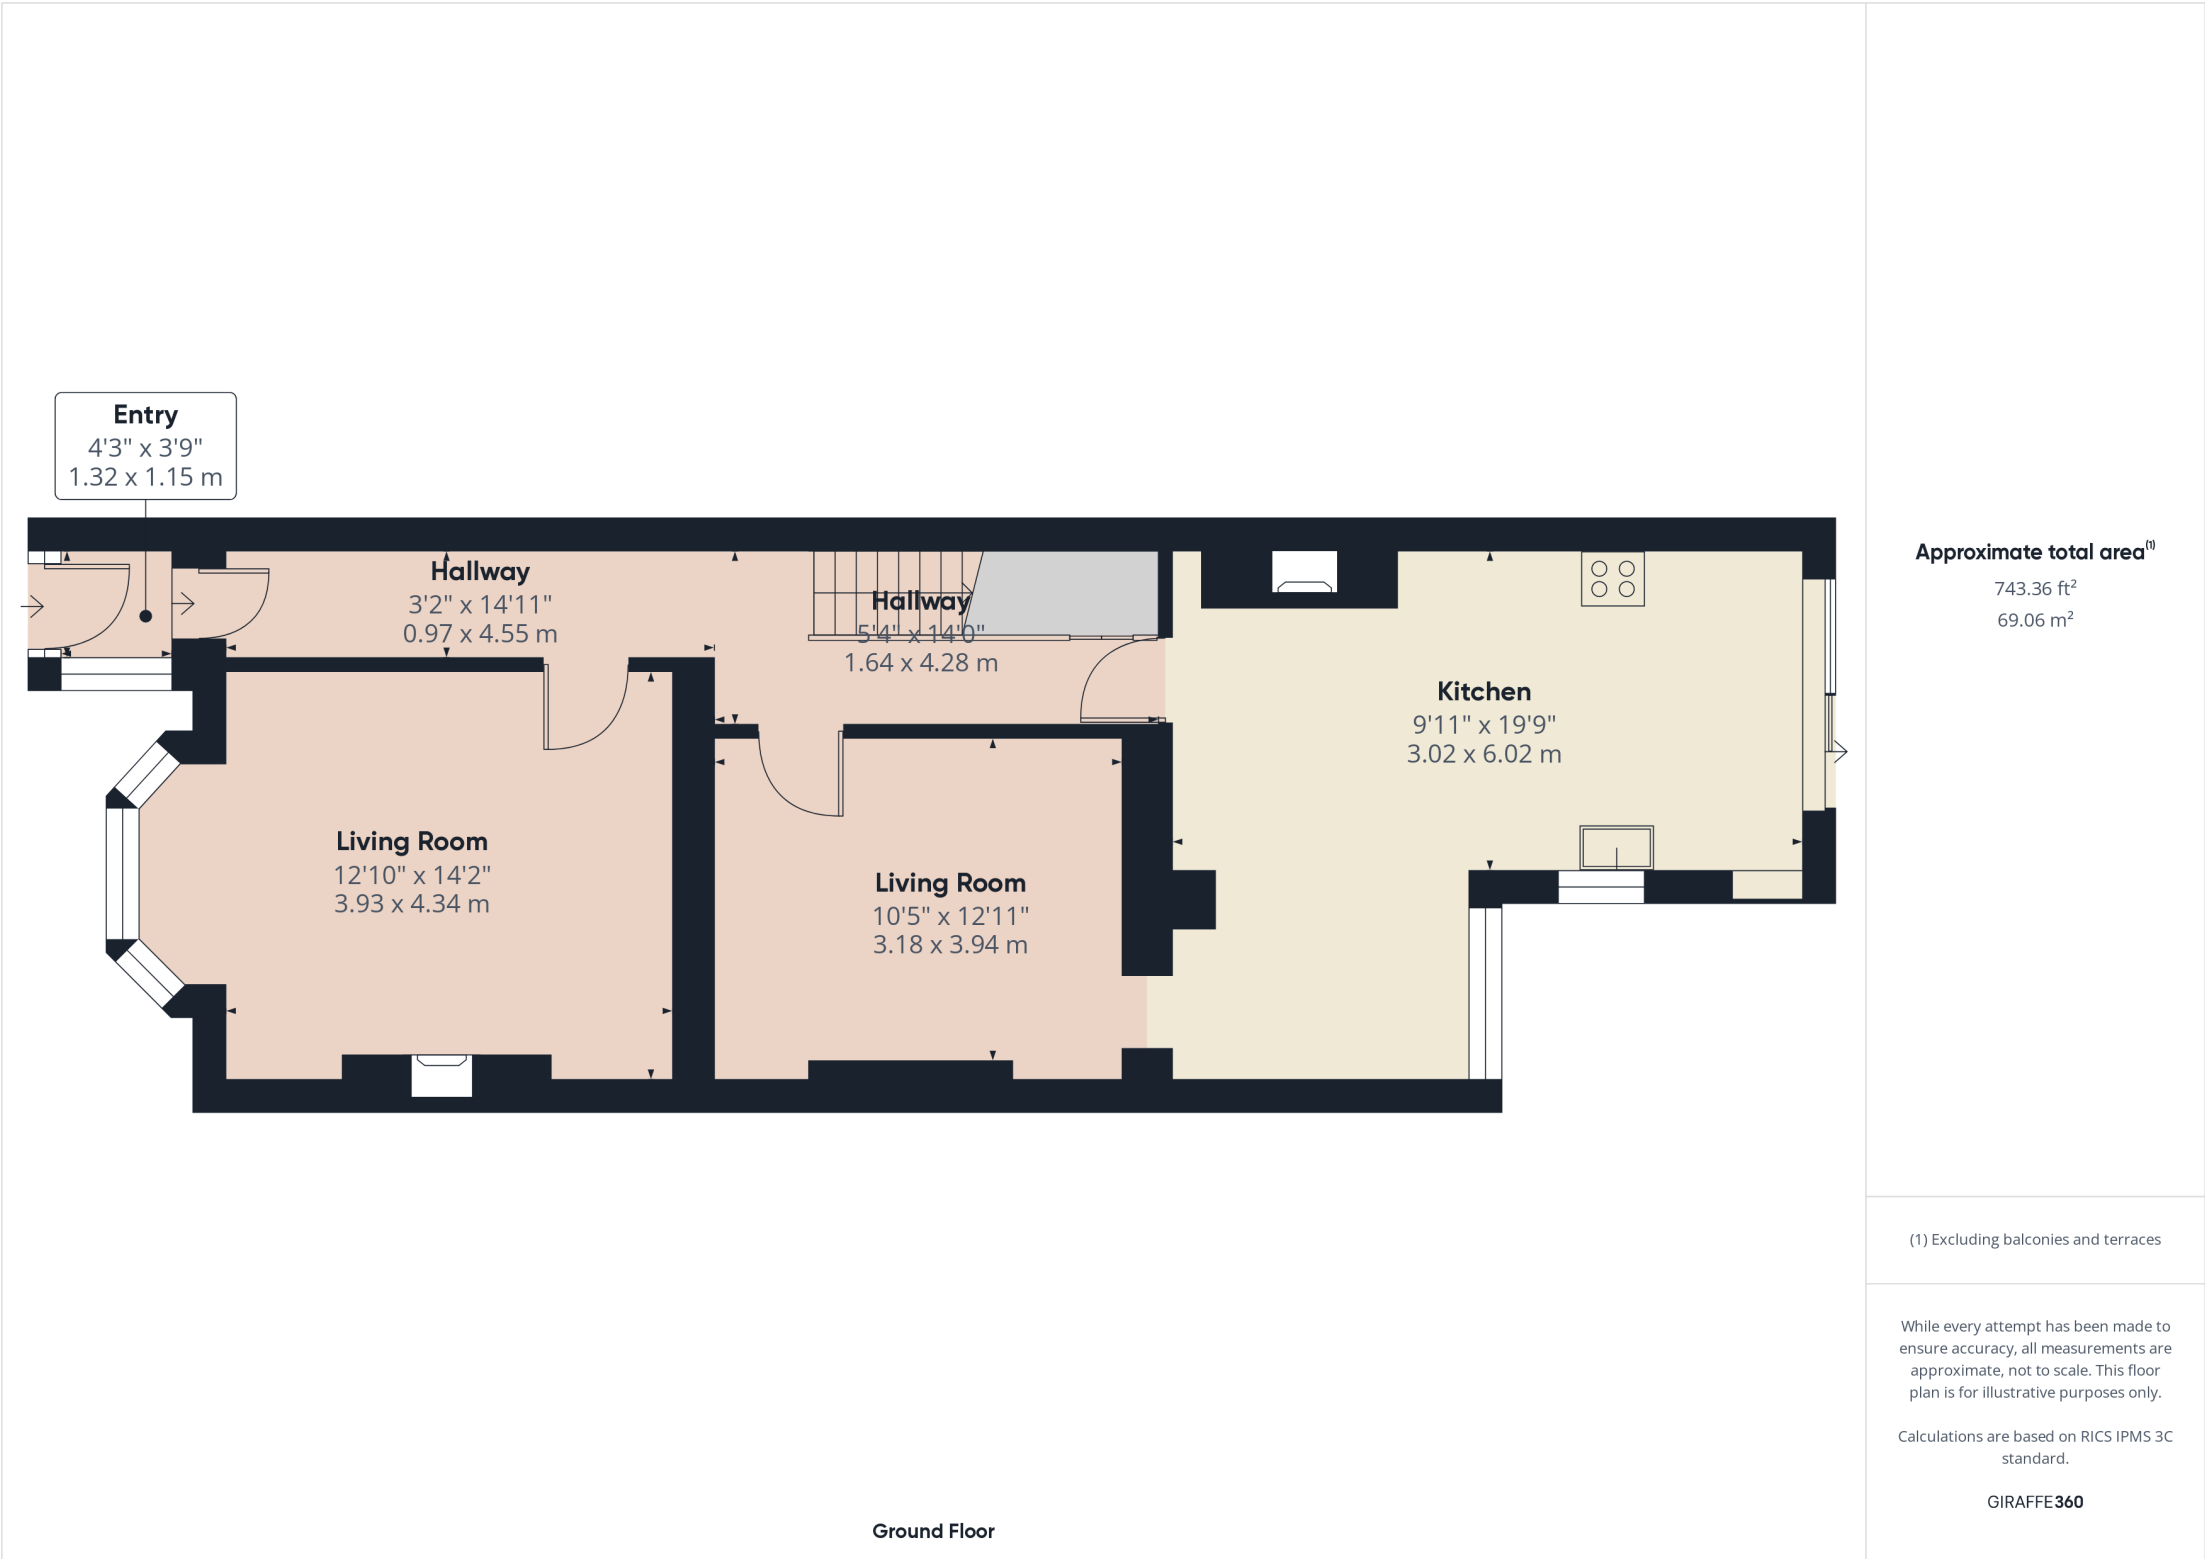 Entry
4'3" x 3'9"
1.32 x 1.15 m
Hallway
3'2" x 14'11"
0.97 x 4.55 m
Hallway
5'4" x 14'0"
1.64 x 4.28 m
Kitchen
9'11" x 19'9"
3.02 x 6.02 m
Living Room
12'10" x 14'2"
3.93 x 4.34 m
Living Room
10'5" x 12'11"
3.18 x 3.94 m
Ground Floor
Approximate total area(1)
743.36 ft²
69.06 m²
(1) Excluding balconies and terraces
While every attempt has been made to
ensure accuracy, all measurements are
approximate, not to scale. This floor
plan is for illustrative purposes only.
Calculations are based on RICS IPMS 3C
standard.
GIRAFFE360